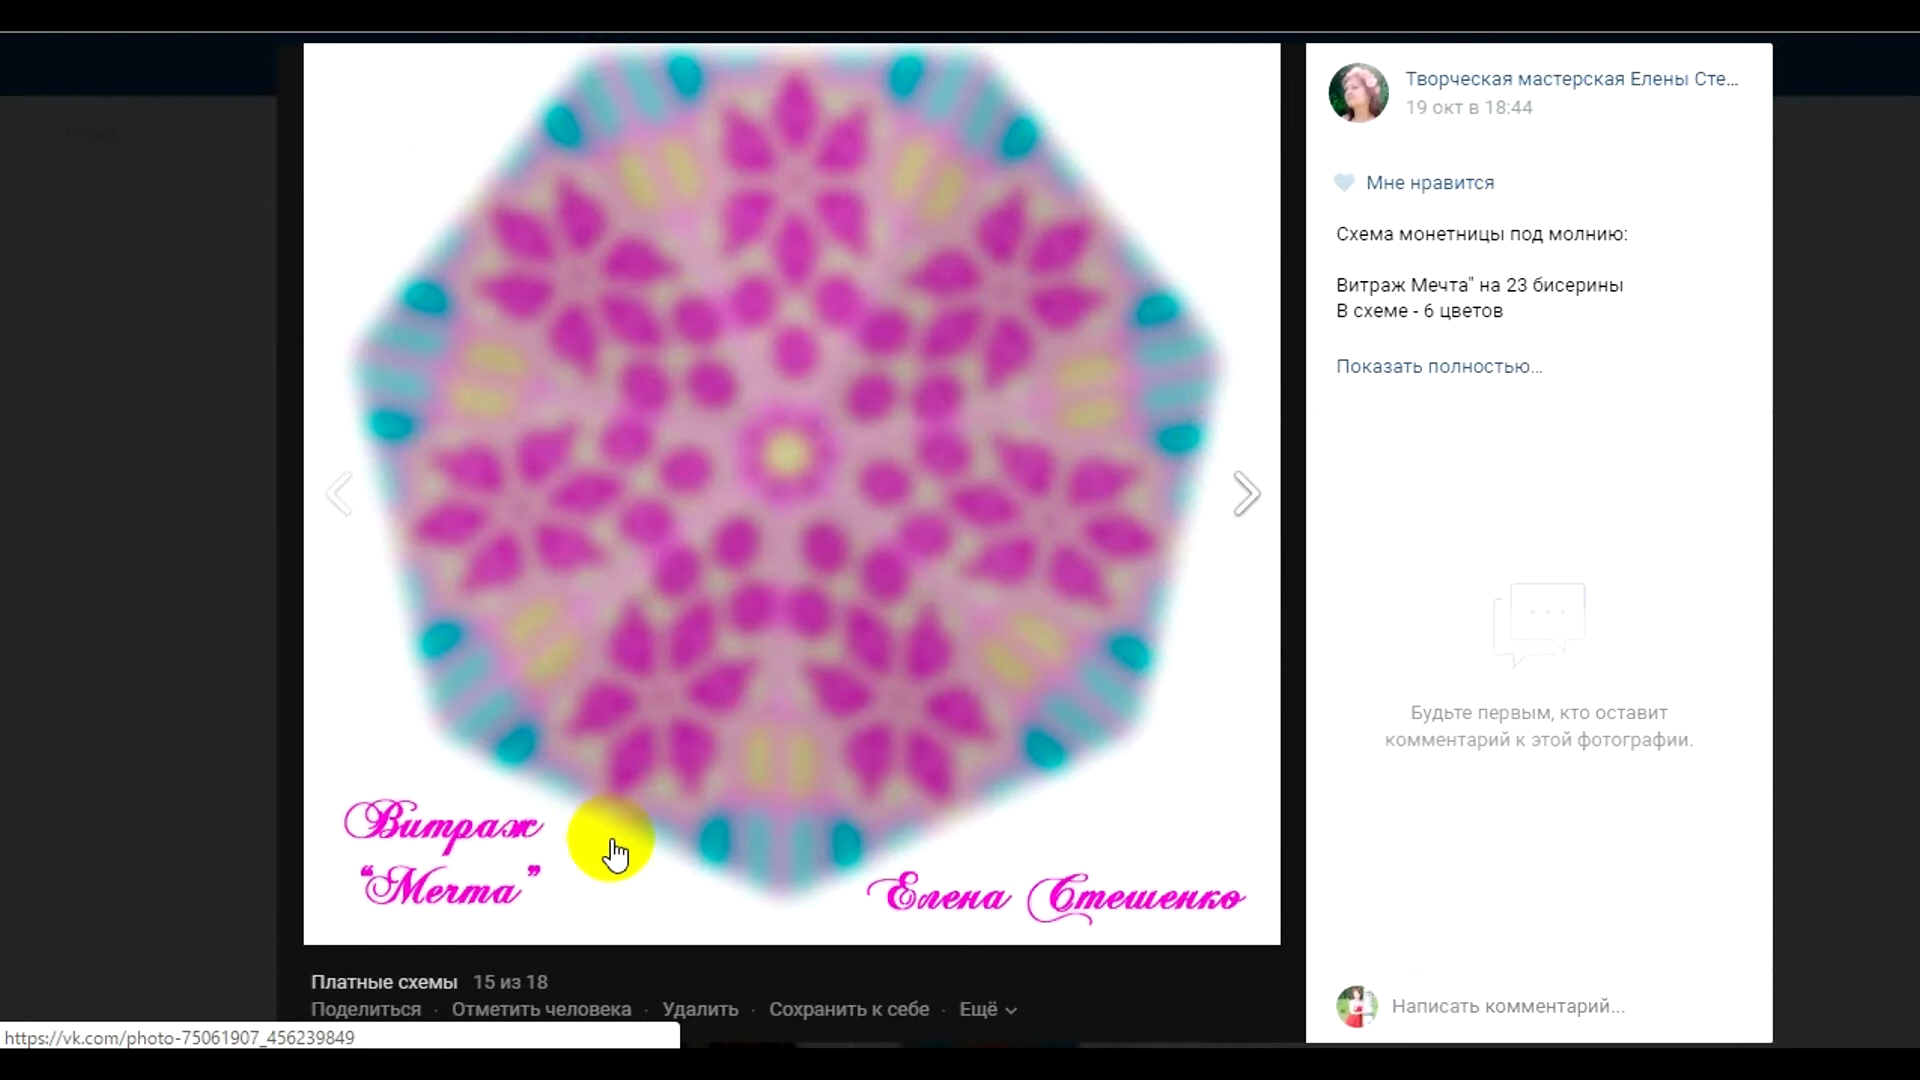 Творческая мастерская Елены Сте...
19 окт в 18:44
Мне нравится
Схема монетницы под молнию:
Витраж Мечта" на 23 бисерины
В схеме - 6 цветов
Показать полностью...
Будьте первым, кто оставит
комментарий к этой фотографии.
Написать комментарий...
Витраж
“Мечта”
Елена Стешенко
Платные схемы 15 из 18
Поделиться · Отметить человека · Удалить · Сохранить к себе · Ещё
https://vk.com/photo-75061907_456239849